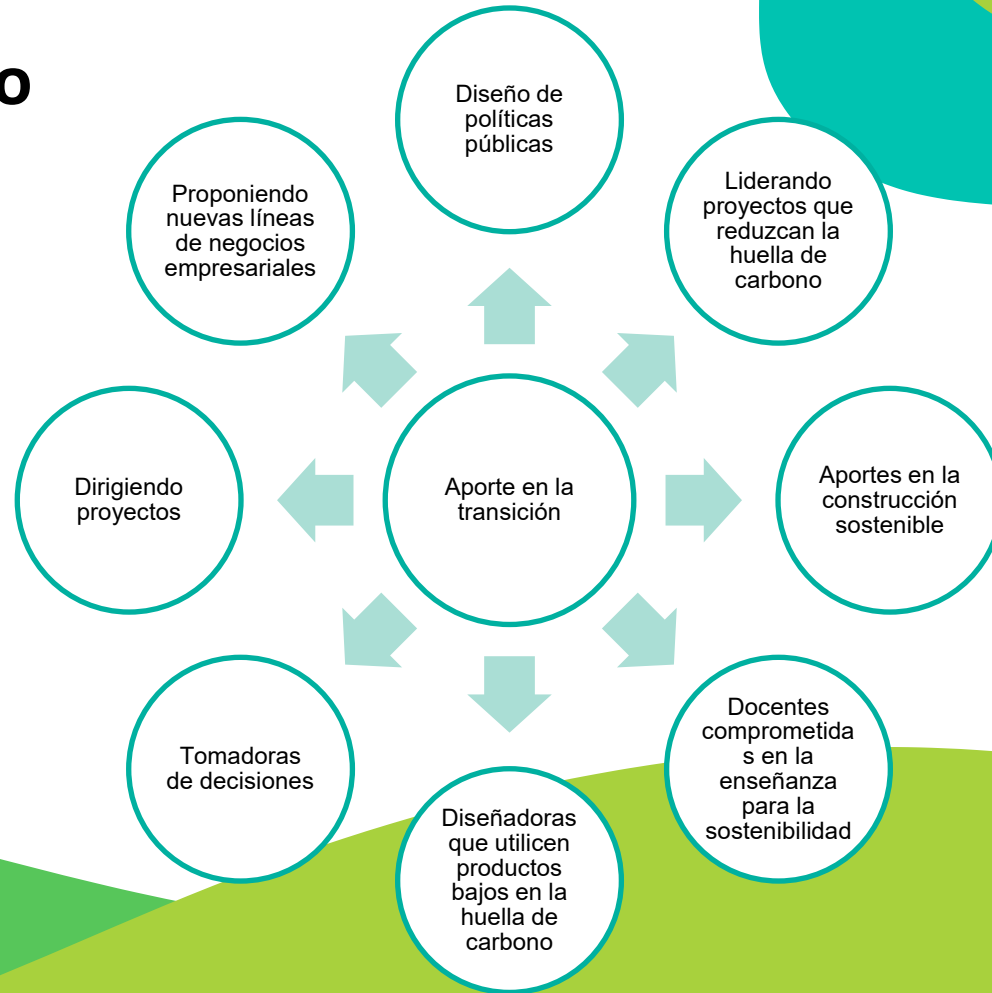 o
Diseño de
políticas
públicas
Liderando
proyectos que
reduzcan la
huella de
carbono
Aportes en la
construcción
sostenible
Docentes
comprometida
s en la
enseñanza
para la
sostenibilidad
Diseñadoras
que utilicen
productos
bajos en la
huella de
carbono
Tomadoras
de decisiones
Dirigiendo
proyectos
Proponiendo
nuevas líneas
de negocios
empresariales
Aporte en la
transición